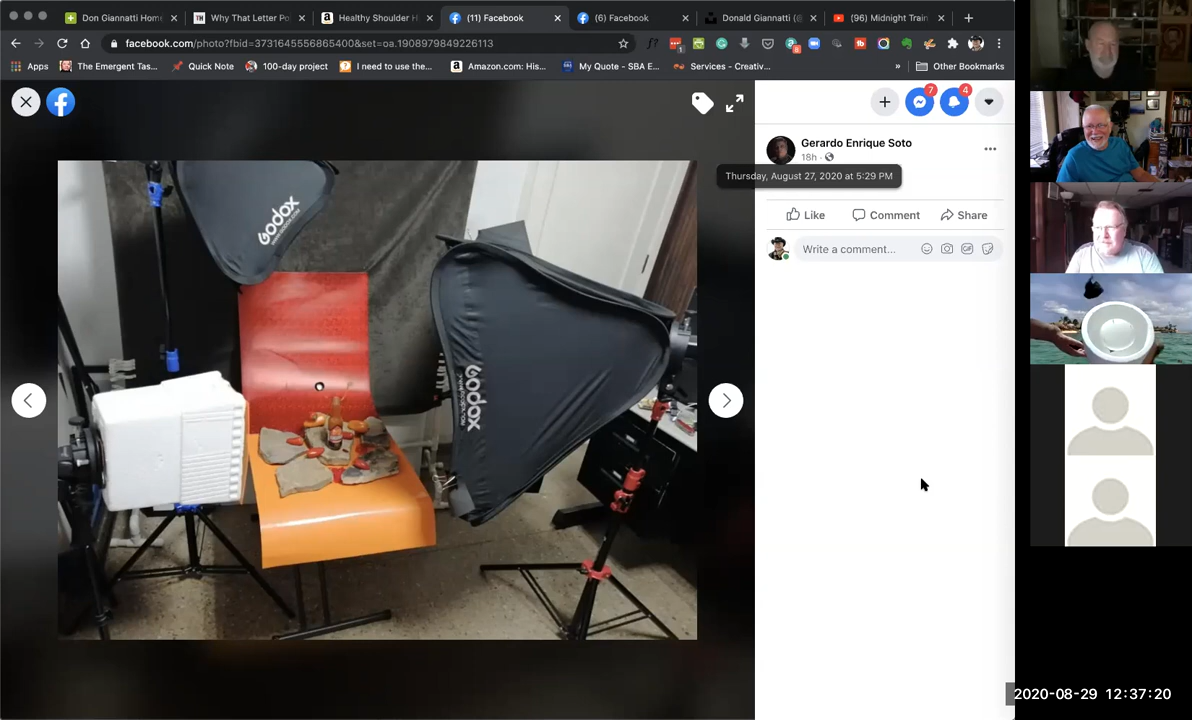 Don Giannatti Hom
Why That Letter Po
Healthy Shoulder H
(11) Facebook
(6) Facebook
Donald Giannatti (@
(96) Midnight Train
facebook.com/photo?fbid=3731645556865400&set=oa.1908979849226113
Apps
The Emergent Tas...
Quick Note
100-day project
I need to use the...
Amazon.com: His...
My Quote - SBA E...
Services - Creativ...
»
Other Bookmarks
7
4
Gerardo Enrique Soto
18h ·
Thursday, August 27, 2020 at 5:29 PM
Like
Comment
Share
Write a comment...
GIF
Godox
Godox
2020-08-29 12:37:20